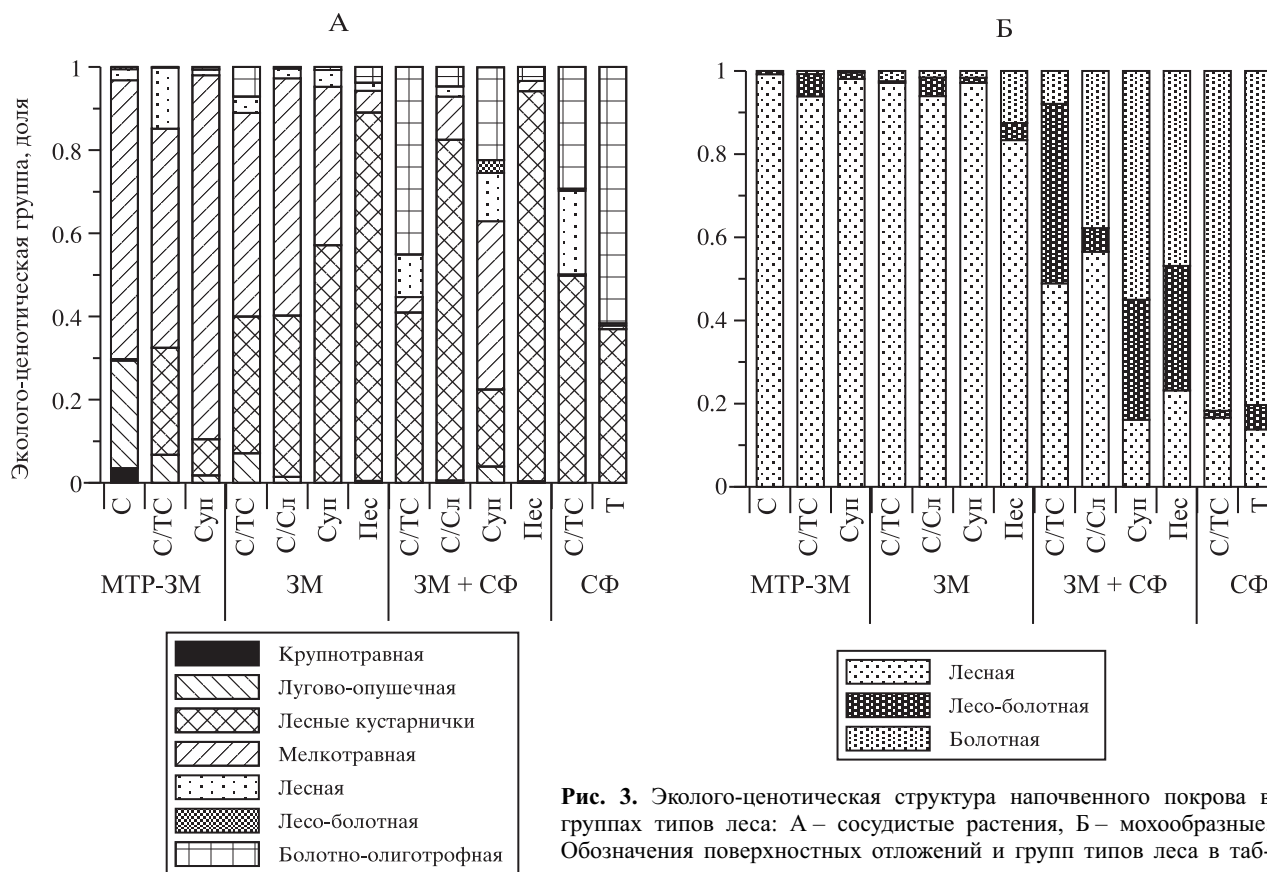 А
Эколого-ценотическая группа, доля
1
0.8
0.6
0.4
0.2
0
С
С/ТС
Суп
С/ТС
С/Сл
Суп
Пес
С/ТС
С/Сл
Суп
Пес
С/ТС
Т
МТР-ЗМ
ЗМ
ЗМ + СФ
СФ
Крупнотравная
Лугово-опушечная
Лесные кустарнички
Мелкотравная
Лесная
Лесо-болотная
Болотно-олиготрофная
Б
1
0.8
0.6
0.4
0.2
0
С
С/ТС
Суп
С/ТС
С/Сл
Суп
Пес
С/ТС
С/Сл
Суп
Пес
С/ТС
Т
МТР-ЗМ
ЗМ
ЗМ + СФ
СФ
Лесная
Лесо-болотная
Болотная
Рис. 3. Эколого-ценотическая структура напочвенного покрова в
группах типов леса: А – сосудистые растения, Б – мохообразные
Обозначения поверхностных отложений и групп типов леса в таб-